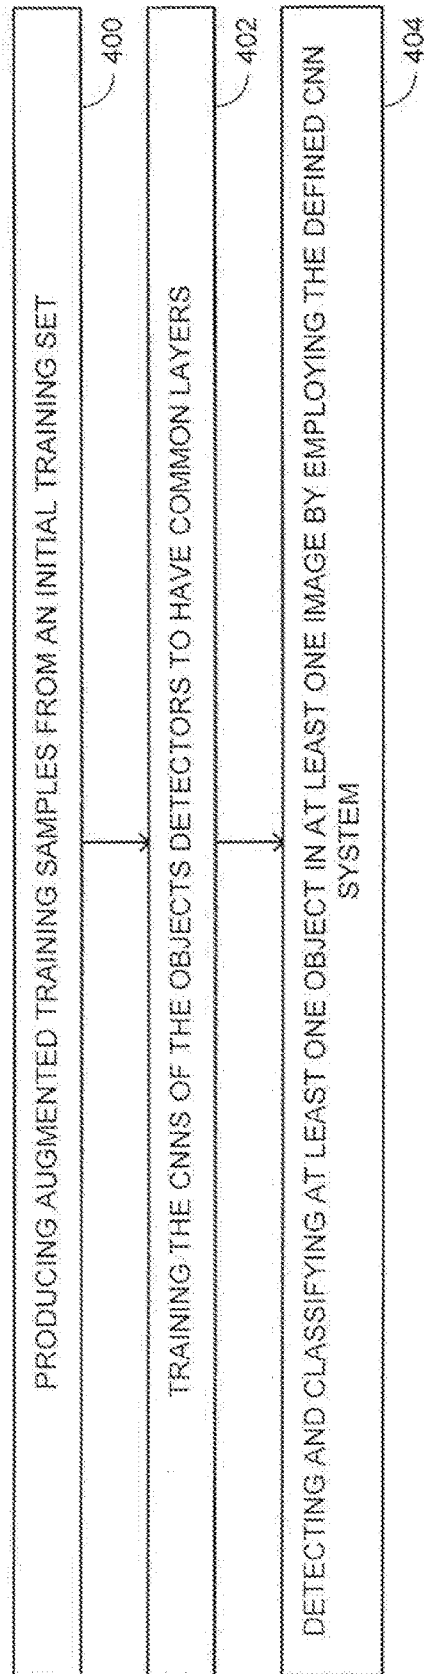 PRODUCING AUGMENTED TRAINING SAMPLES FROM AN INITIAL TRAINING SET
400
TRAINING THE CNNS OF THE OBJECTS DETECTORS TO HAVE COMMON LAYERS
402
DETECTING AND CLASSIFYING AT LEAST ONE OBJECT IN AT LEAST ONE IMAGE BY EMPLOYING THE DEFINED CNN
SYSTEM
404